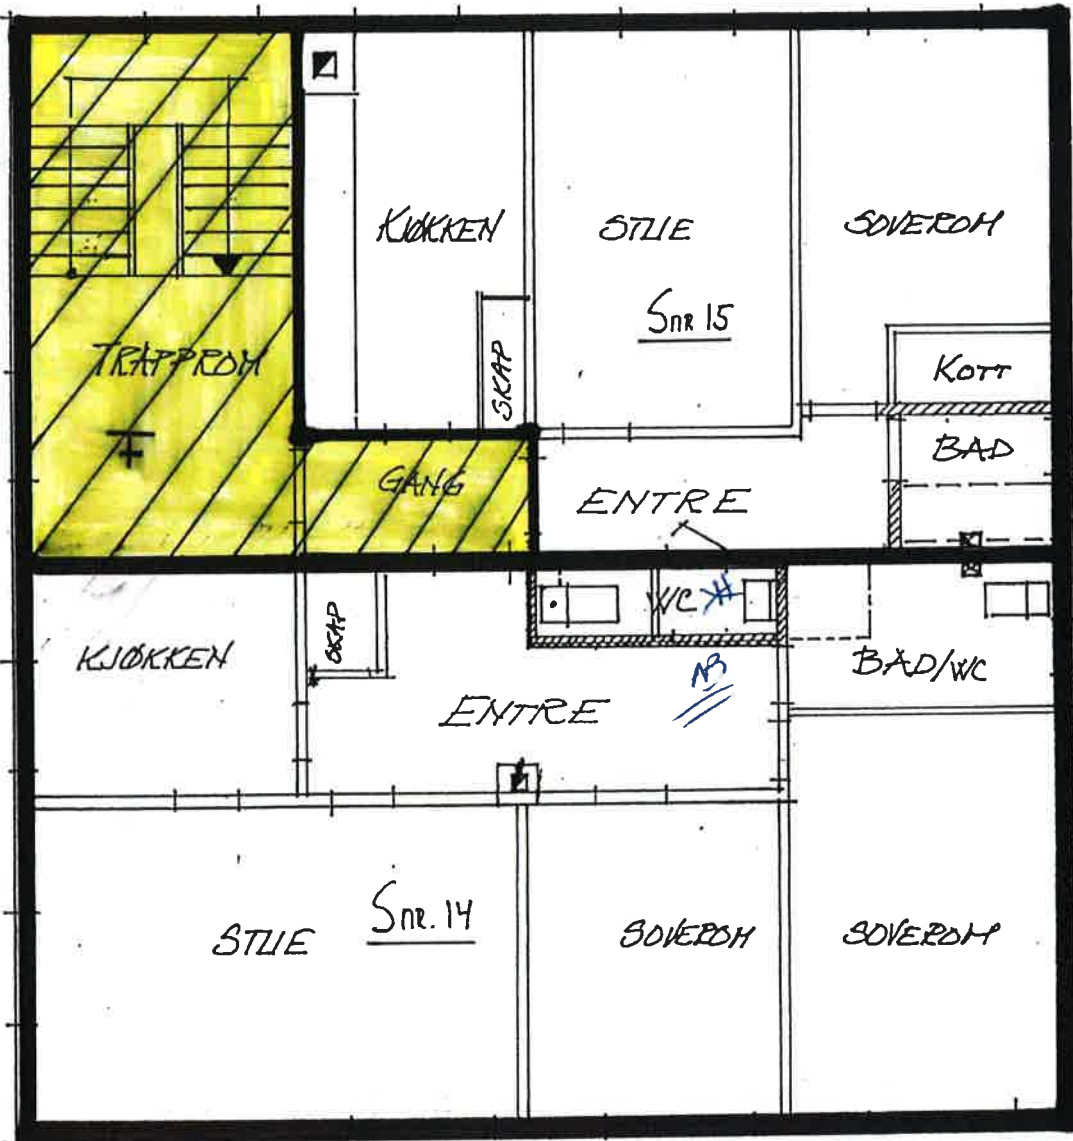 KJØKKEN
STUE
SOVEROM
Snr 15
SKAP
KOTT
TRAPPROM
BAD
GANG
ENTRE
WC
SKAP
KJØKKEN
BAD/WC
NB
ENTRE
Snr. 14
STUE
SOVEROM
SOVEROM